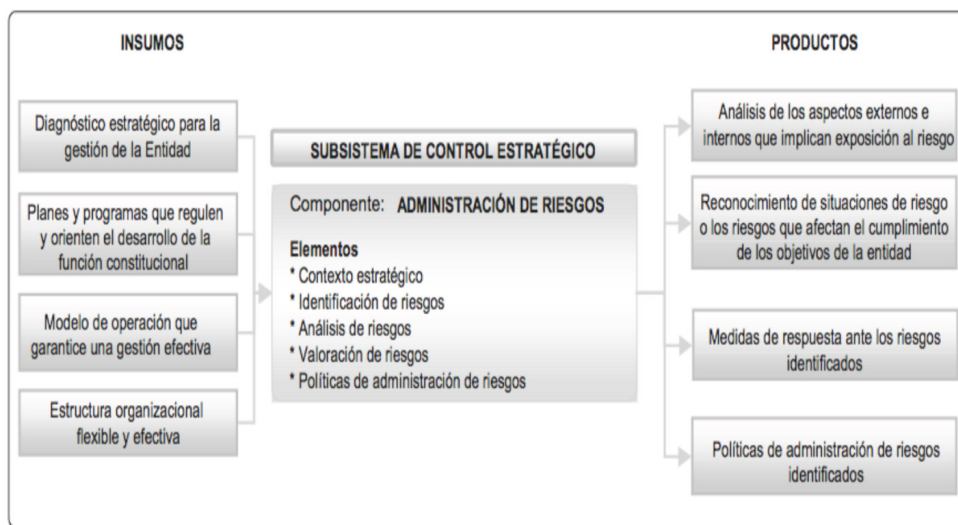 INSUMOS
Diagnóstico estratégico para la
gestión de la Entidad
Planes y programas que regulen
y orienten el desarrollo de la
función constitucional
Modelo de operación que
garantice una gestión efectiva
Estructura organizacional
flexible y efectiva
SUBSISTEMA DE CONTROL ESTRATÉGICO
Componente: ADMINISTRACIÓN DE RIESGOS
Elementos
* Contexto estratégico
* Identificación de riesgos
* Análisis de riesgos
* Valoración de riesgos
* Políticas de administración de riesgos
PRODUCTOS
Análisis de los aspectos externos e
internos que implican exposición al riesgo
Reconocimiento de situaciones de riesgo
o los riesgos que afectan el cumplimiento
de los objetivos de la entidad
Medidas de respuesta ante los riesgos
identificados
Políticas de administración de riesgos
identificados